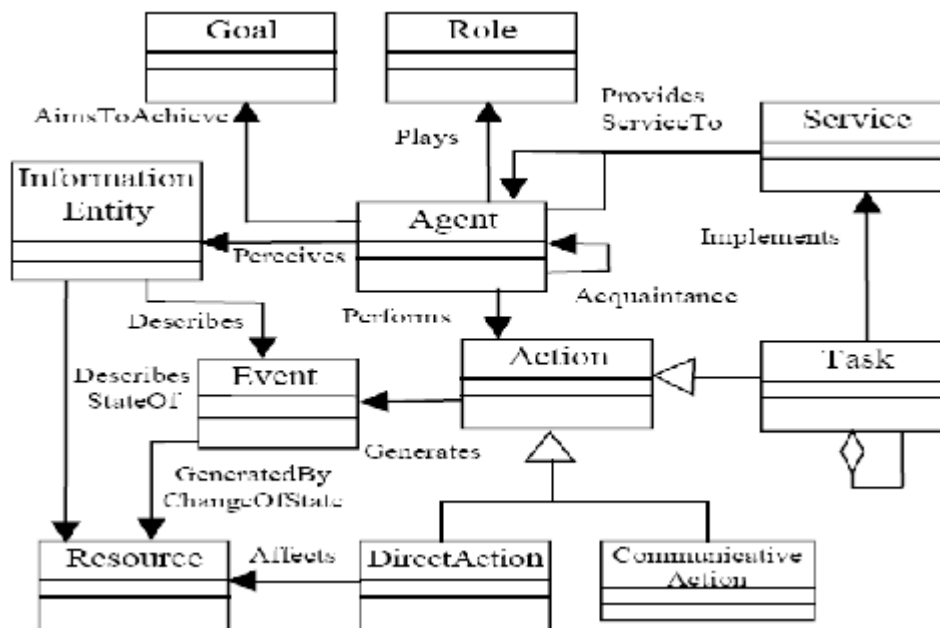 Goal
Role
AimsToAchieve
Plays
Provides
ServiceTo
Service
Information
Entity
Agent
Perceives
Implements
Acquaintance
Describes
Performs
Action
Task
Event
Describes
StateOf
Generates
GeneratedBy
ChangeOfState
Resource
Affects
DirectAction
Communicative
Action